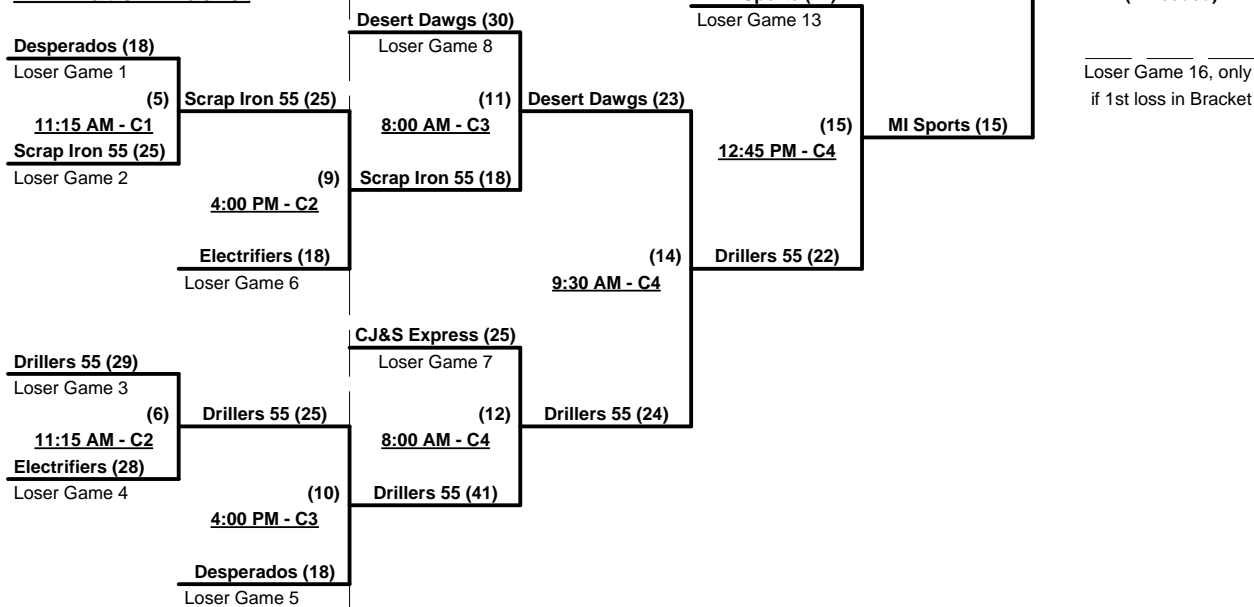 Desert Dawgs (30)
Loser Game 13
Desperados (18)
Loser Game 8
Loser Game 1
Loser Game 16, only
(5) Scrap Iron 55 (25)
(11) Desert Dawgs (23)
if 1st loss in Bracket
11:15 AM - C1
8:00 AM - C3
(15) MI Sports (15)
Scrap Iron 55 (25)
12:45 PM - C4
Loser Game 2
(9) Scrap Iron 55 (18)
4:00 PM - C2
Electrifiers (18)
(14) Drillers 55 (22)
Loser Game 6
9:30 AM - C4
CJ&S Express (25)
Drillers 55 (29)
Loser Game 7
Loser Game 3
(6) Drillers 55 (25)
(12) Drillers 55 (24)
11:15 AM - C2
8:00 AM - C4
Electrifiers (28)
Loser Game 4
(10) Drillers 55 (41)
4:00 PM - C3
Desperados (18)
Loser Game 5